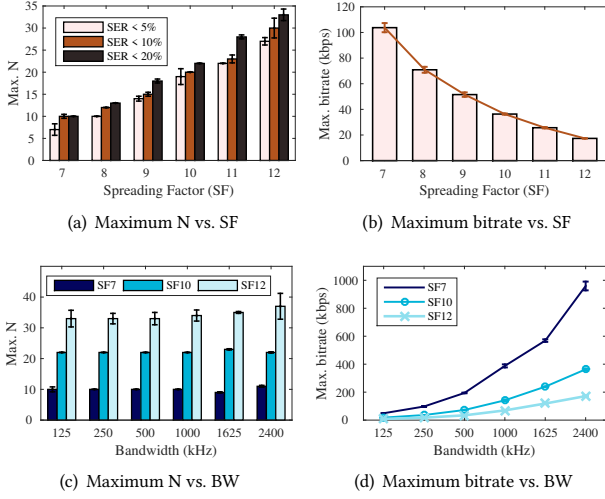 35
30
25
20
15
10
5
0
Max. N
SER < 5%
SER < 10%
SER < 20%
7 8 9 10 11 12
Spreading Factor (SF)
(a) Maximum N vs. SF
120
100
80
60
40
20
0
Max. bitrate (kbps)
7 8 9 10 11 12
Spreading Factor (SF)
(b) Maximum bitrate vs. SF
40
30
20
10
0
Max. N
SF7 SF10 SF12
125 250 500 1000 1625 2400
Bandwidth (kHz)
(c) Maximum N vs. BW
1000
800
600
400
200
0
Max. bitrate (kbps)
SF7
SF10
SF12
125 250 500 1000 1625 2400
Bandwidth (kHz)
(d) Maximum bitrate vs. BW